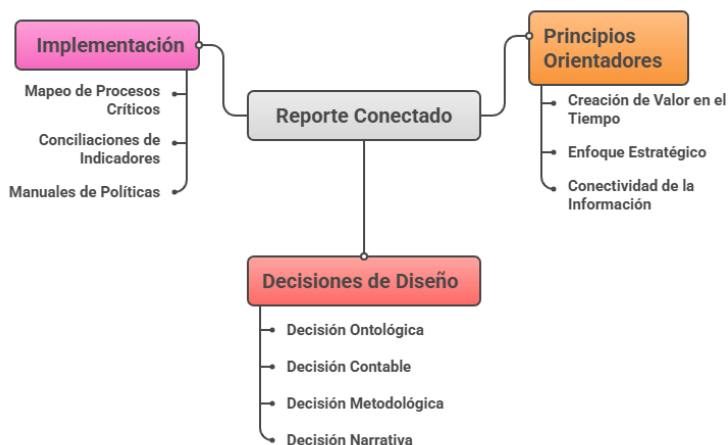 Implementación
Mapeo de Procesos
Críticos
Conciliaciones de
Indicadores
Manuales de Políticas
Reporte Conectado
Principios
Orientadores
Creación de Valor en el
Tiempo
Enfoque Estratégico
Conectividad de la
Información
Decisiones de Diseño
Decisión Ontológica
Decisión Contable
Decisión Metodológica
Decisión Narrativa